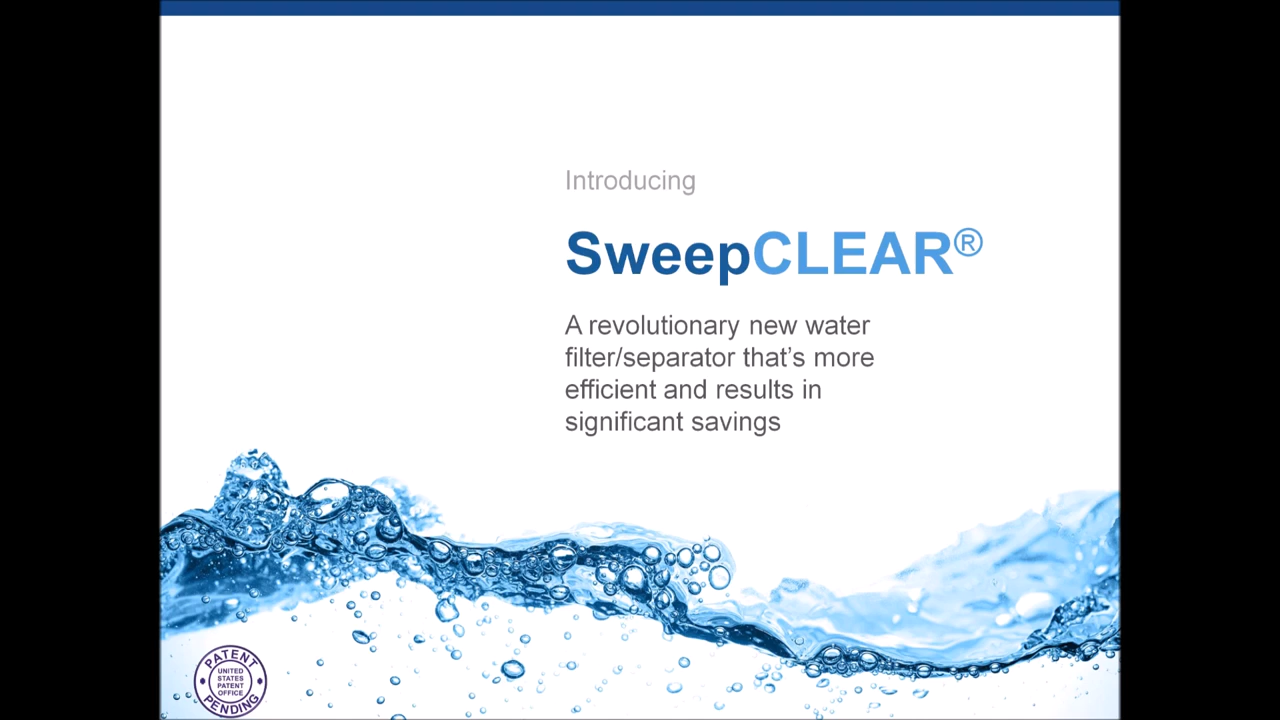 Introducing
SweepCLEAR®
A revolutionary new water
filter/separator that’s more
efficient and results in
significant savings
PATENT
UNITED
STATES
PATENT
OFFICE
PENDING